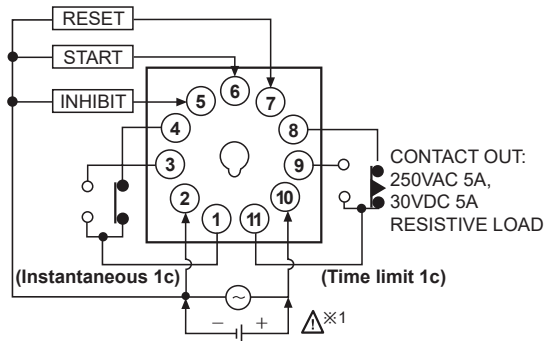 RESET
START
INHIBIT
6
5
7
4
8
3
9
2
10
1
11
CONTACT OUT:
250VAC 5A,
30VDC 5A
RESISTIVE LOAD
(Instantaneous 1c)
(Time limit 1c)
~
− +
⚠※1